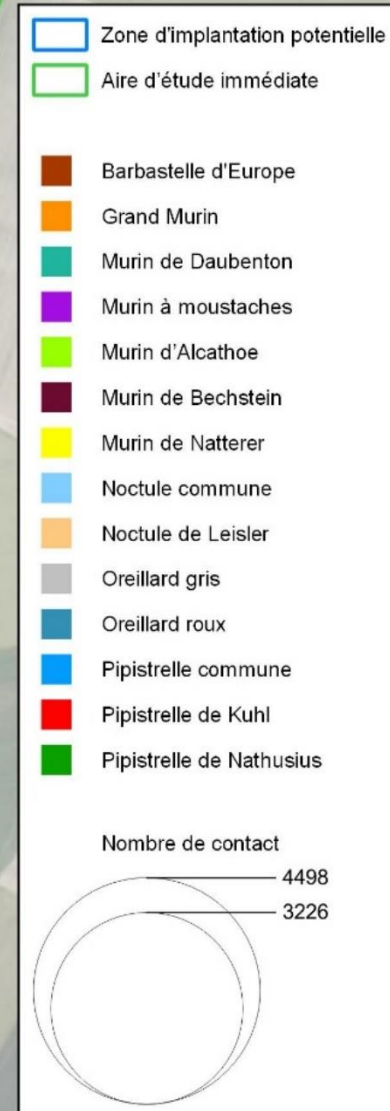 Zone d'implantation potentielle
Aire d'étude immédiate
Barbastelle d'Europe
Grand Murin
Murin de Daubenton
Murin à moustaches
Murin d'Alcathoe
Murin de Bechstein
Murin de Natterer
Noctule commune
Noctule de Leisler
Oreillard gris
Oreillard roux
Pipistrelle commune
Pipistrelle de Kuhl
Pipistrelle de Nathusius
Nombre de contact
4498
3226